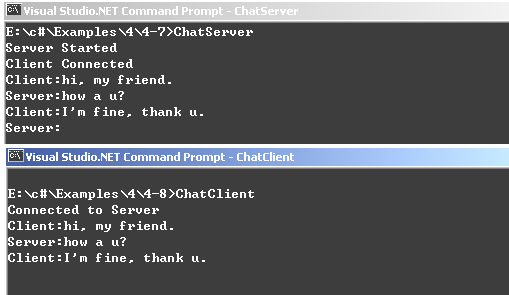 Visual Studio.NET Command Prompt - ChatServer
E:\c#\Examples\4\4-7>ChatServer
Server Started
Client Connected
Client:hi, my friend.
Server:how a u?
Client:I'm fine, thank u.
Server:
Visual Studio.NET Command Prompt - ChatClient
E:\c#\Examples\4\4-8>ChatClient
Connected to Server
Client:hi, my friend.
Server:how a u?
Client:I'm fine, thank u.